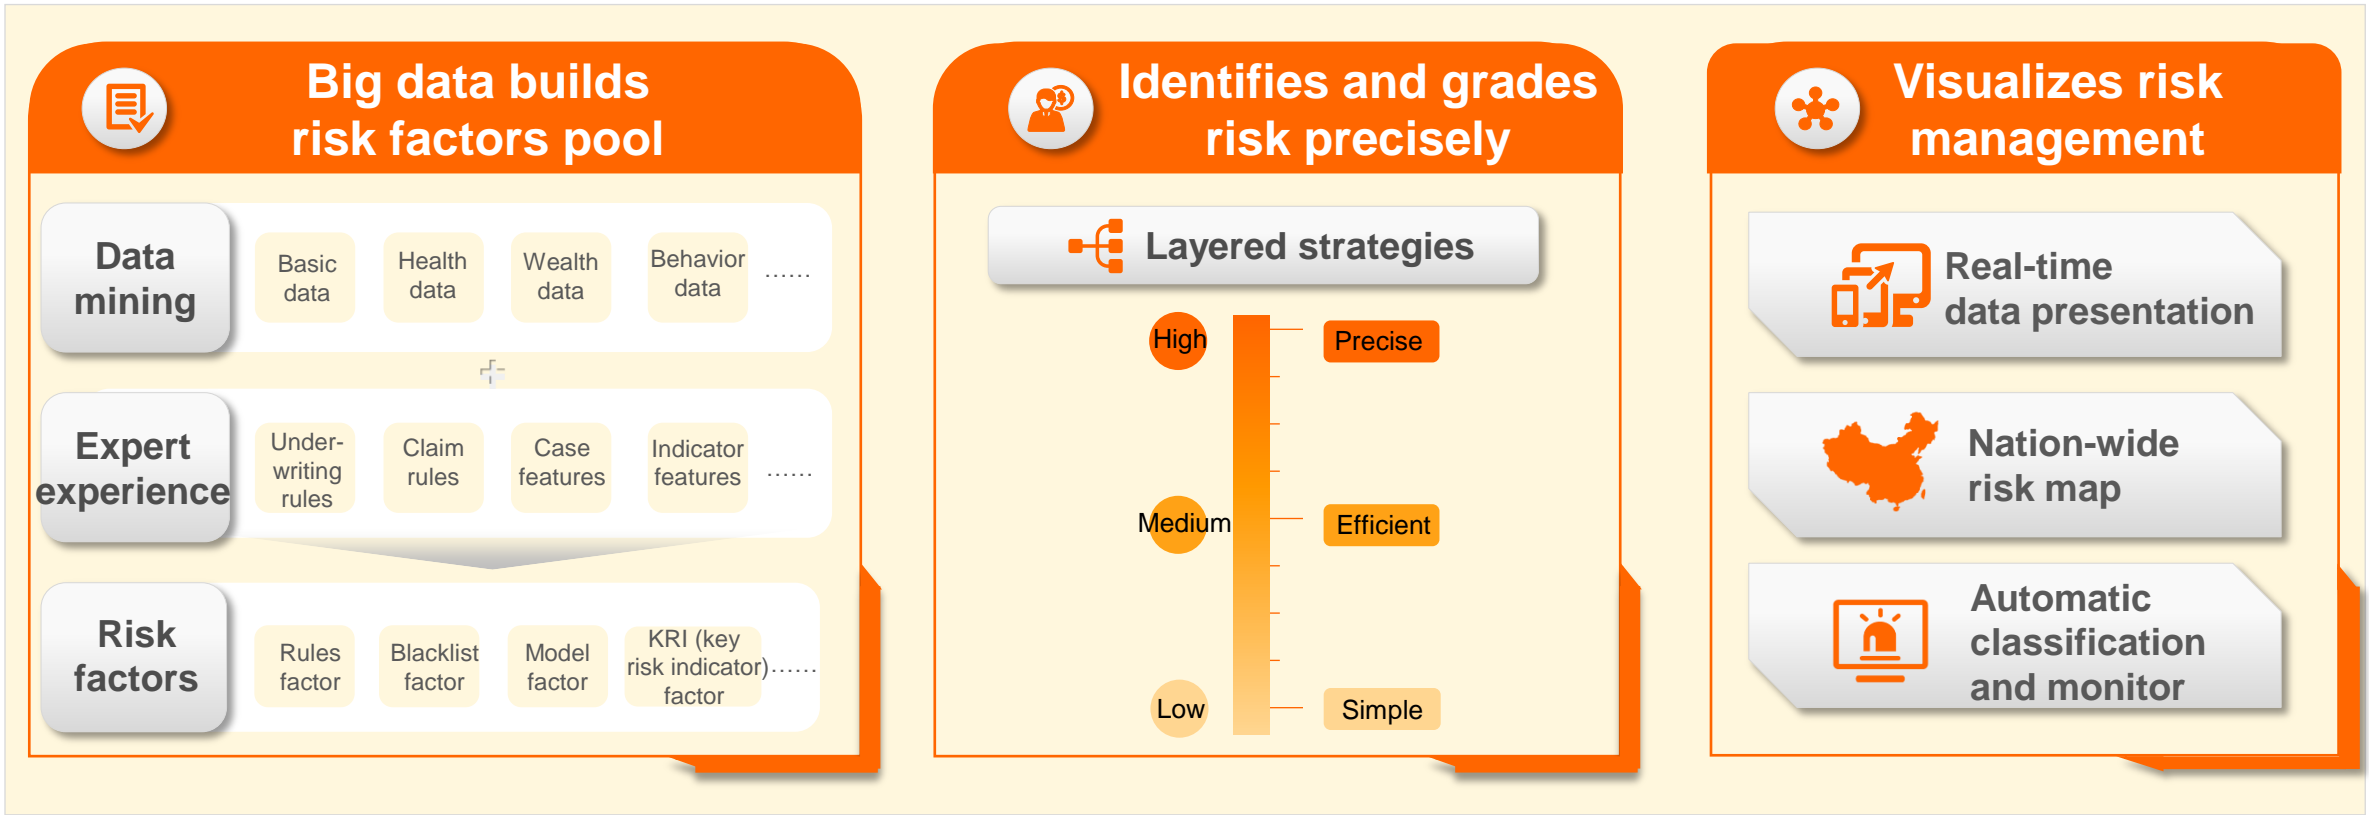 Big data builds
risk factors pool
Data
mining
Basic
data
Health
data
Wealth
data
Behavior
data
······
Expert
experience
Under-
writing
rules
Claim
rules
Case
features
Indicator
features
······
Risk
factors
Rules
factor
Blacklist
factor
Model
factor
KRI (key
risk indicator)
factor
······
Identifies and grades
risk precisely
Layered strategies
High
Precise
Medium
Efficient
Low
Simple
Visualizes risk
management
Real-time
data presentation
Nation-wide
risk map
Automatic
classification
and monitor